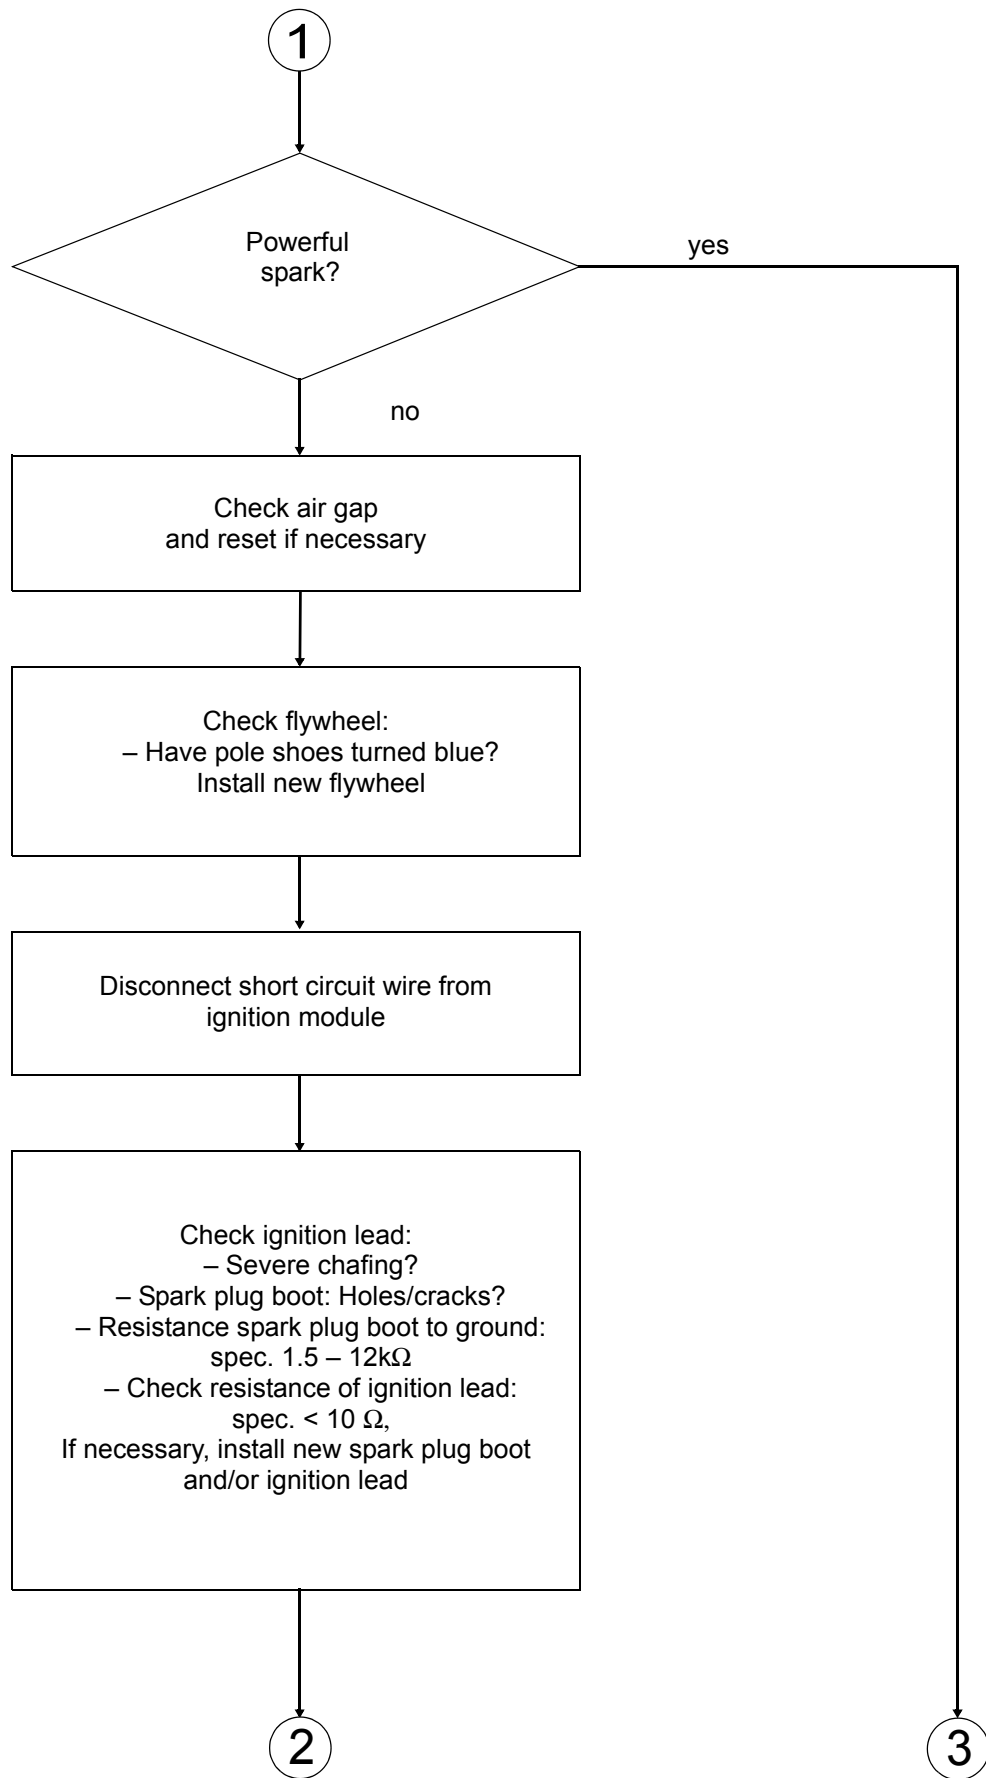 1
Powerful
spark?
yes
no
Check air gap
and reset if necessary
Check flywheel:
– Have pole shoes turned blue?
Install new flywheel
Disconnect short circuit wire from
ignition module
Check ignition lead:
– Severe chafing?
– Spark plug boot: Holes/cracks?
– Resistance spark plug boot to ground:
spec. 1.5 – 12kΩ
– Check resistance of ignition lead:
spec. < 10 Ω,
If necessary, install new spark plug boot
and/or ignition lead
2
3